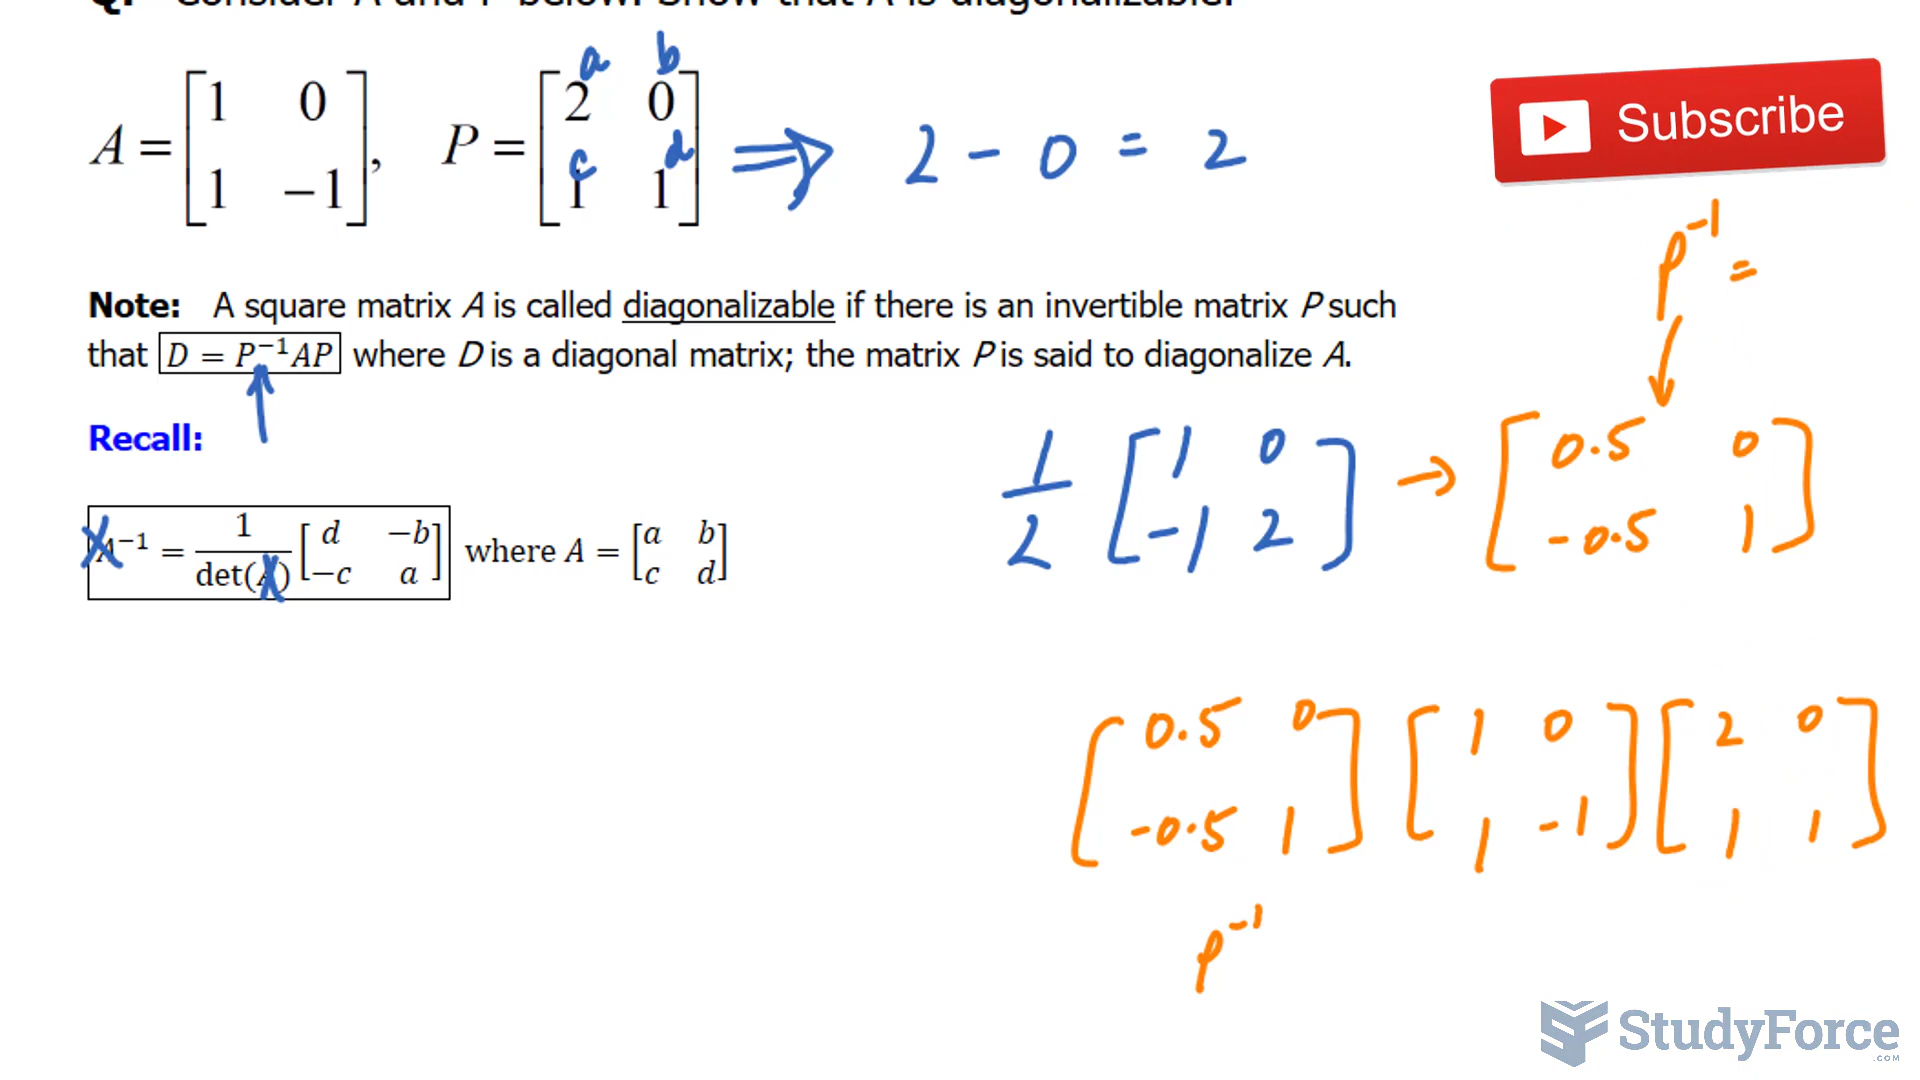 Q: Consider A and P below. Show that A is diagonalizable.
A = [1 0; 1 −1], P = [2 0; 1 1] ⇒ 2 - 0 = 2
a b
c d
Subscribe
P⁻¹ =
Note: A square matrix A is called diagonalizable if there is an invertible matrix P such
that D = P⁻¹AP where D is a diagonal matrix; the matrix P is said to diagonalize A.
Recall:
1/2 [1 0; -1 2] → [0.5 0; -0.5 1]
A⁻¹ = 1/det(A) [d −b; −c a] where A = [a b; c d]
[0.5 0; -0.5 1] [1 0; 1 -1] [2 0; 1 1]
P⁻¹
StudyForce
.COM